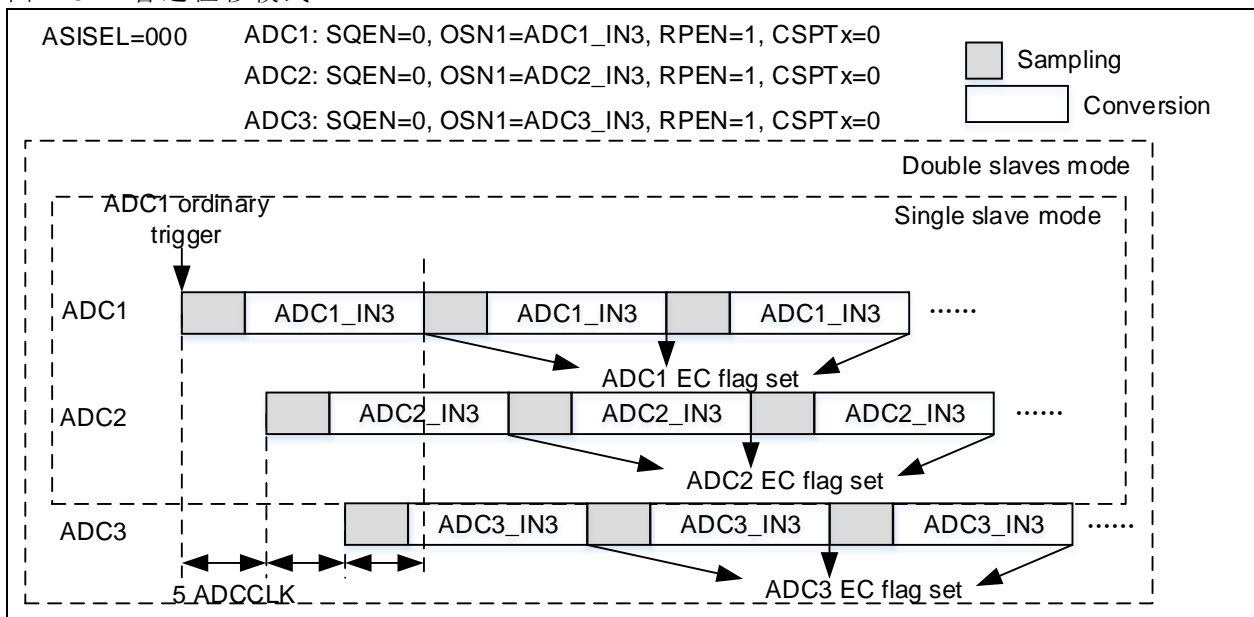 ASISEL=000 ADC1: SQEN=0, OSN1=ADC1_IN3, RPEN=1, CSPTx=0
ADC2: SQEN=0, OSN1=ADC2_IN3, RPEN=1, CSPTx=0
ADC3: SQEN=0, OSN1=ADC3_IN3, RPEN=1, CSPTx=0
Sampling
Conversion
Double slaves mode
Single slave mode
ADC1 ordinary
trigger
ADC1 ADC1_IN3 ADC1_IN3 ADC1_IN3 ······
ADC1 EC flag set
ADC2 ADC2_IN3 ADC2_IN3 ADC2_IN3 ······
ADC2 EC flag set
ADC3 ADC3_IN3 ADC3_IN3 ADC3_IN3 ······
5 ADCCLK
ADC3 EC flag set